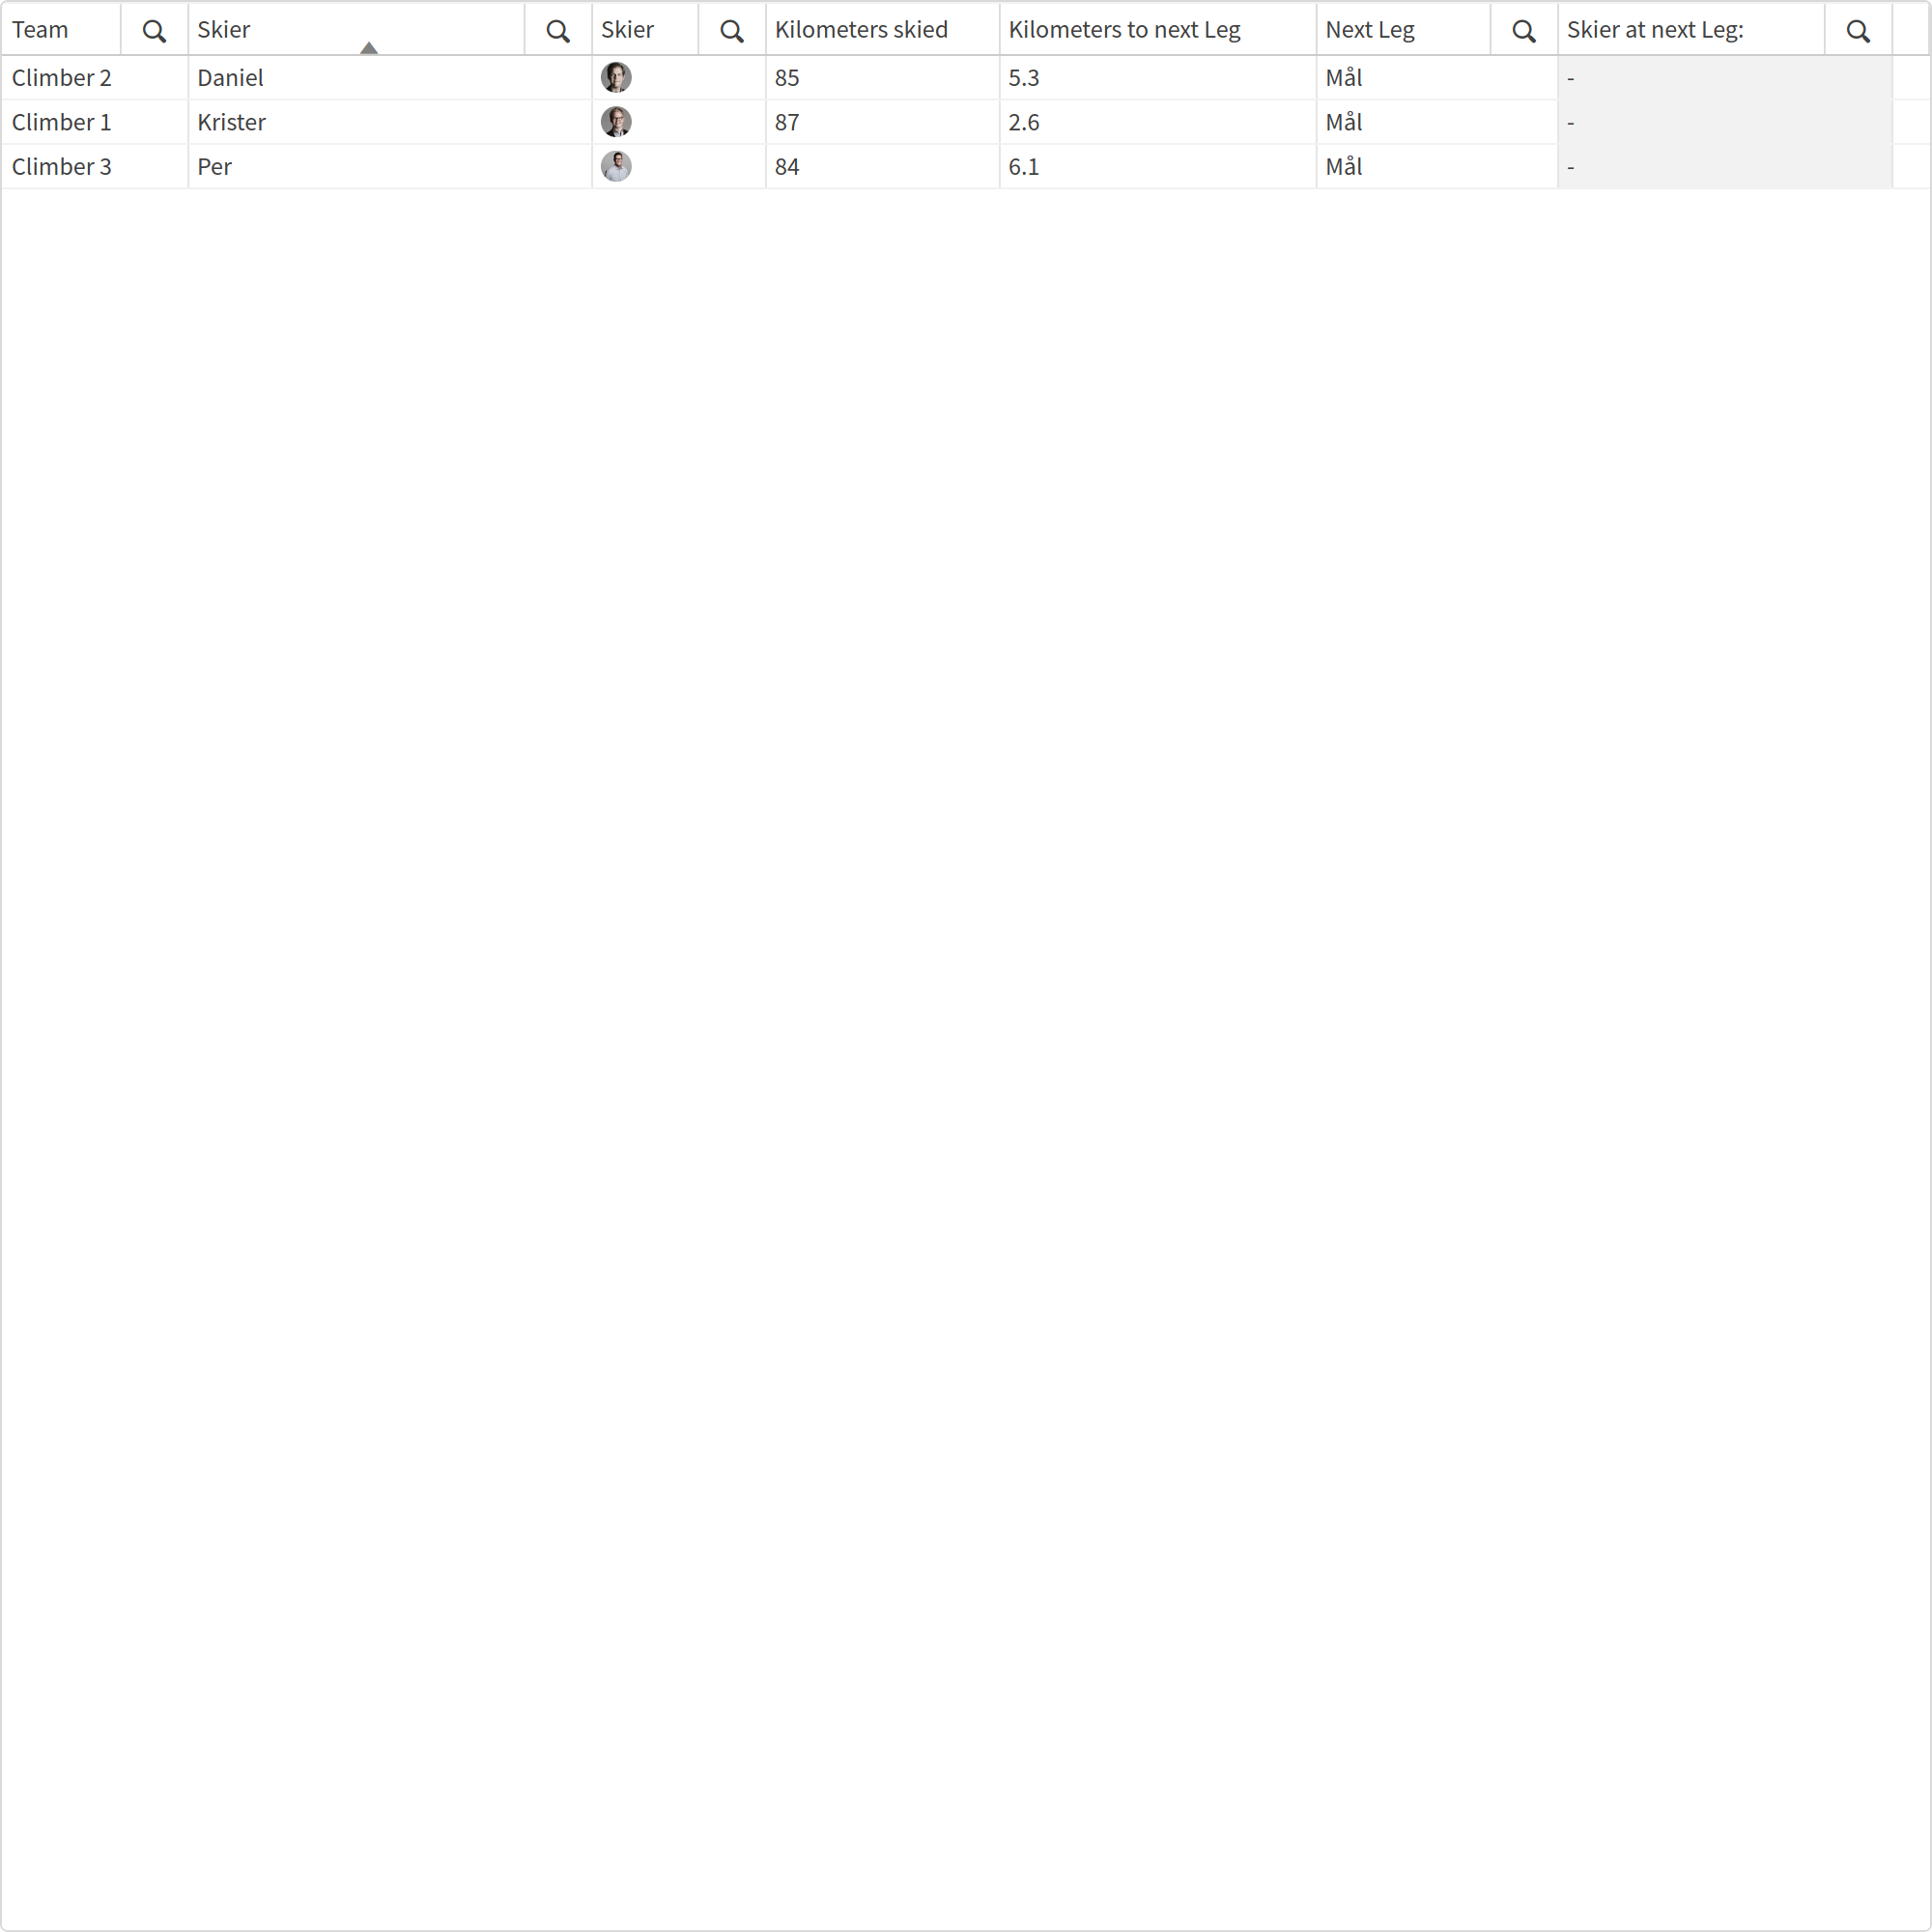 Team Skier Skier Kilometers skied Kilometers to next Leg Next Leg Skier at next Leg:
Climber 2 Daniel 85 5.3 Mål -
Climber 1 Krister 87 2.6 Mål -
Climber 3 Per 84 6.1 Mål -